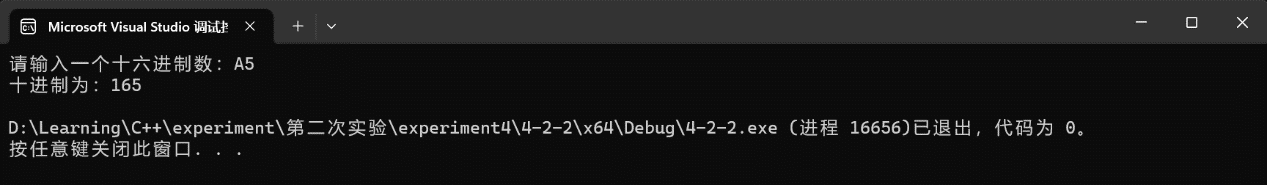 Microsoft Visual Studio 调试
请输入一个十六进制数：A5
十进制为：165
D:\Learning\C++\experiment\第二次实验\experiment4\4-2-2\x64\Debug\4-2-2.exe (进程 16656)已退出，代码为 0。
按任意键关闭此窗口. . .